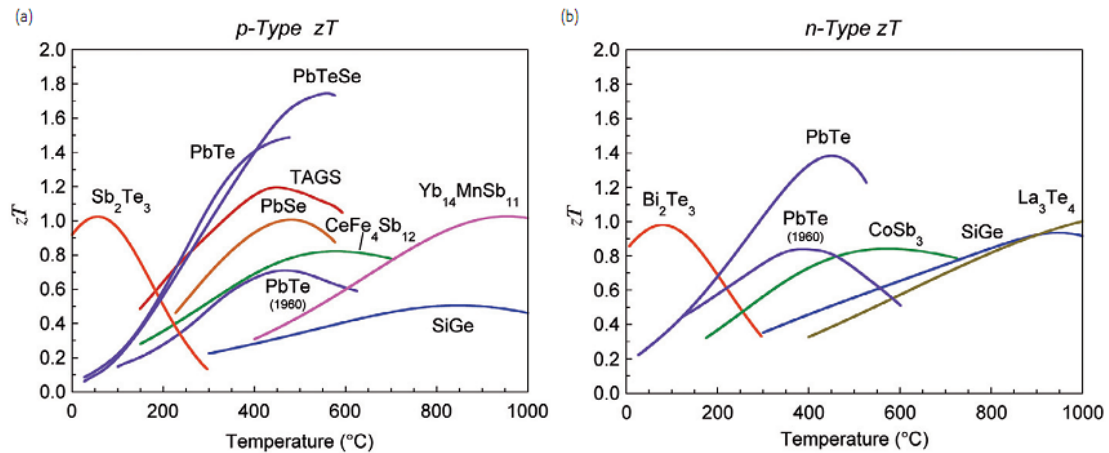 (a)
p-Type zT
2.0
1.8
1.6
1.4
1.2
1.0
0.8
0.6
0.4
0.2
0.0
zT
PbTeSe
PbTe
Sb2Te3
TAGS
PbSe
CeFe4Sb12
Yb14MnSb11
PbTe
(1960)
SiGe
0 200 400 600 800 1000
Temperature (°C)
(b)
n-Type zT
2.0
1.8
1.6
1.4
1.2
1.0
0.8
0.6
0.4
0.2
0.0
zT
PbTe
Bi2Te3
PbTe
(1960)
CoSb3
SiGe
La3Te4
0 200 400 600 800 1000
Temperature (°C)